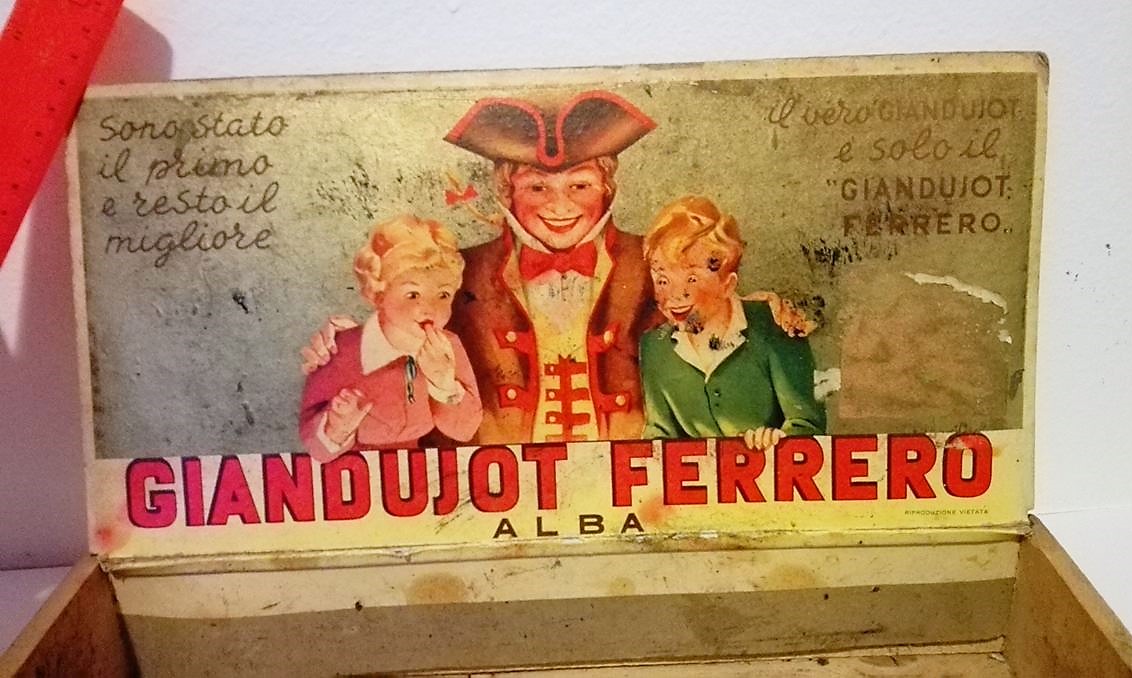 sono stato
il primo
e resto il
migliore
il vero "GIANDUJOT
è solo il
"GIANDUJOT
FERRERO„
GIANDUJOT FERRERO
ALBA
RIPRODUZIONE VIETATA